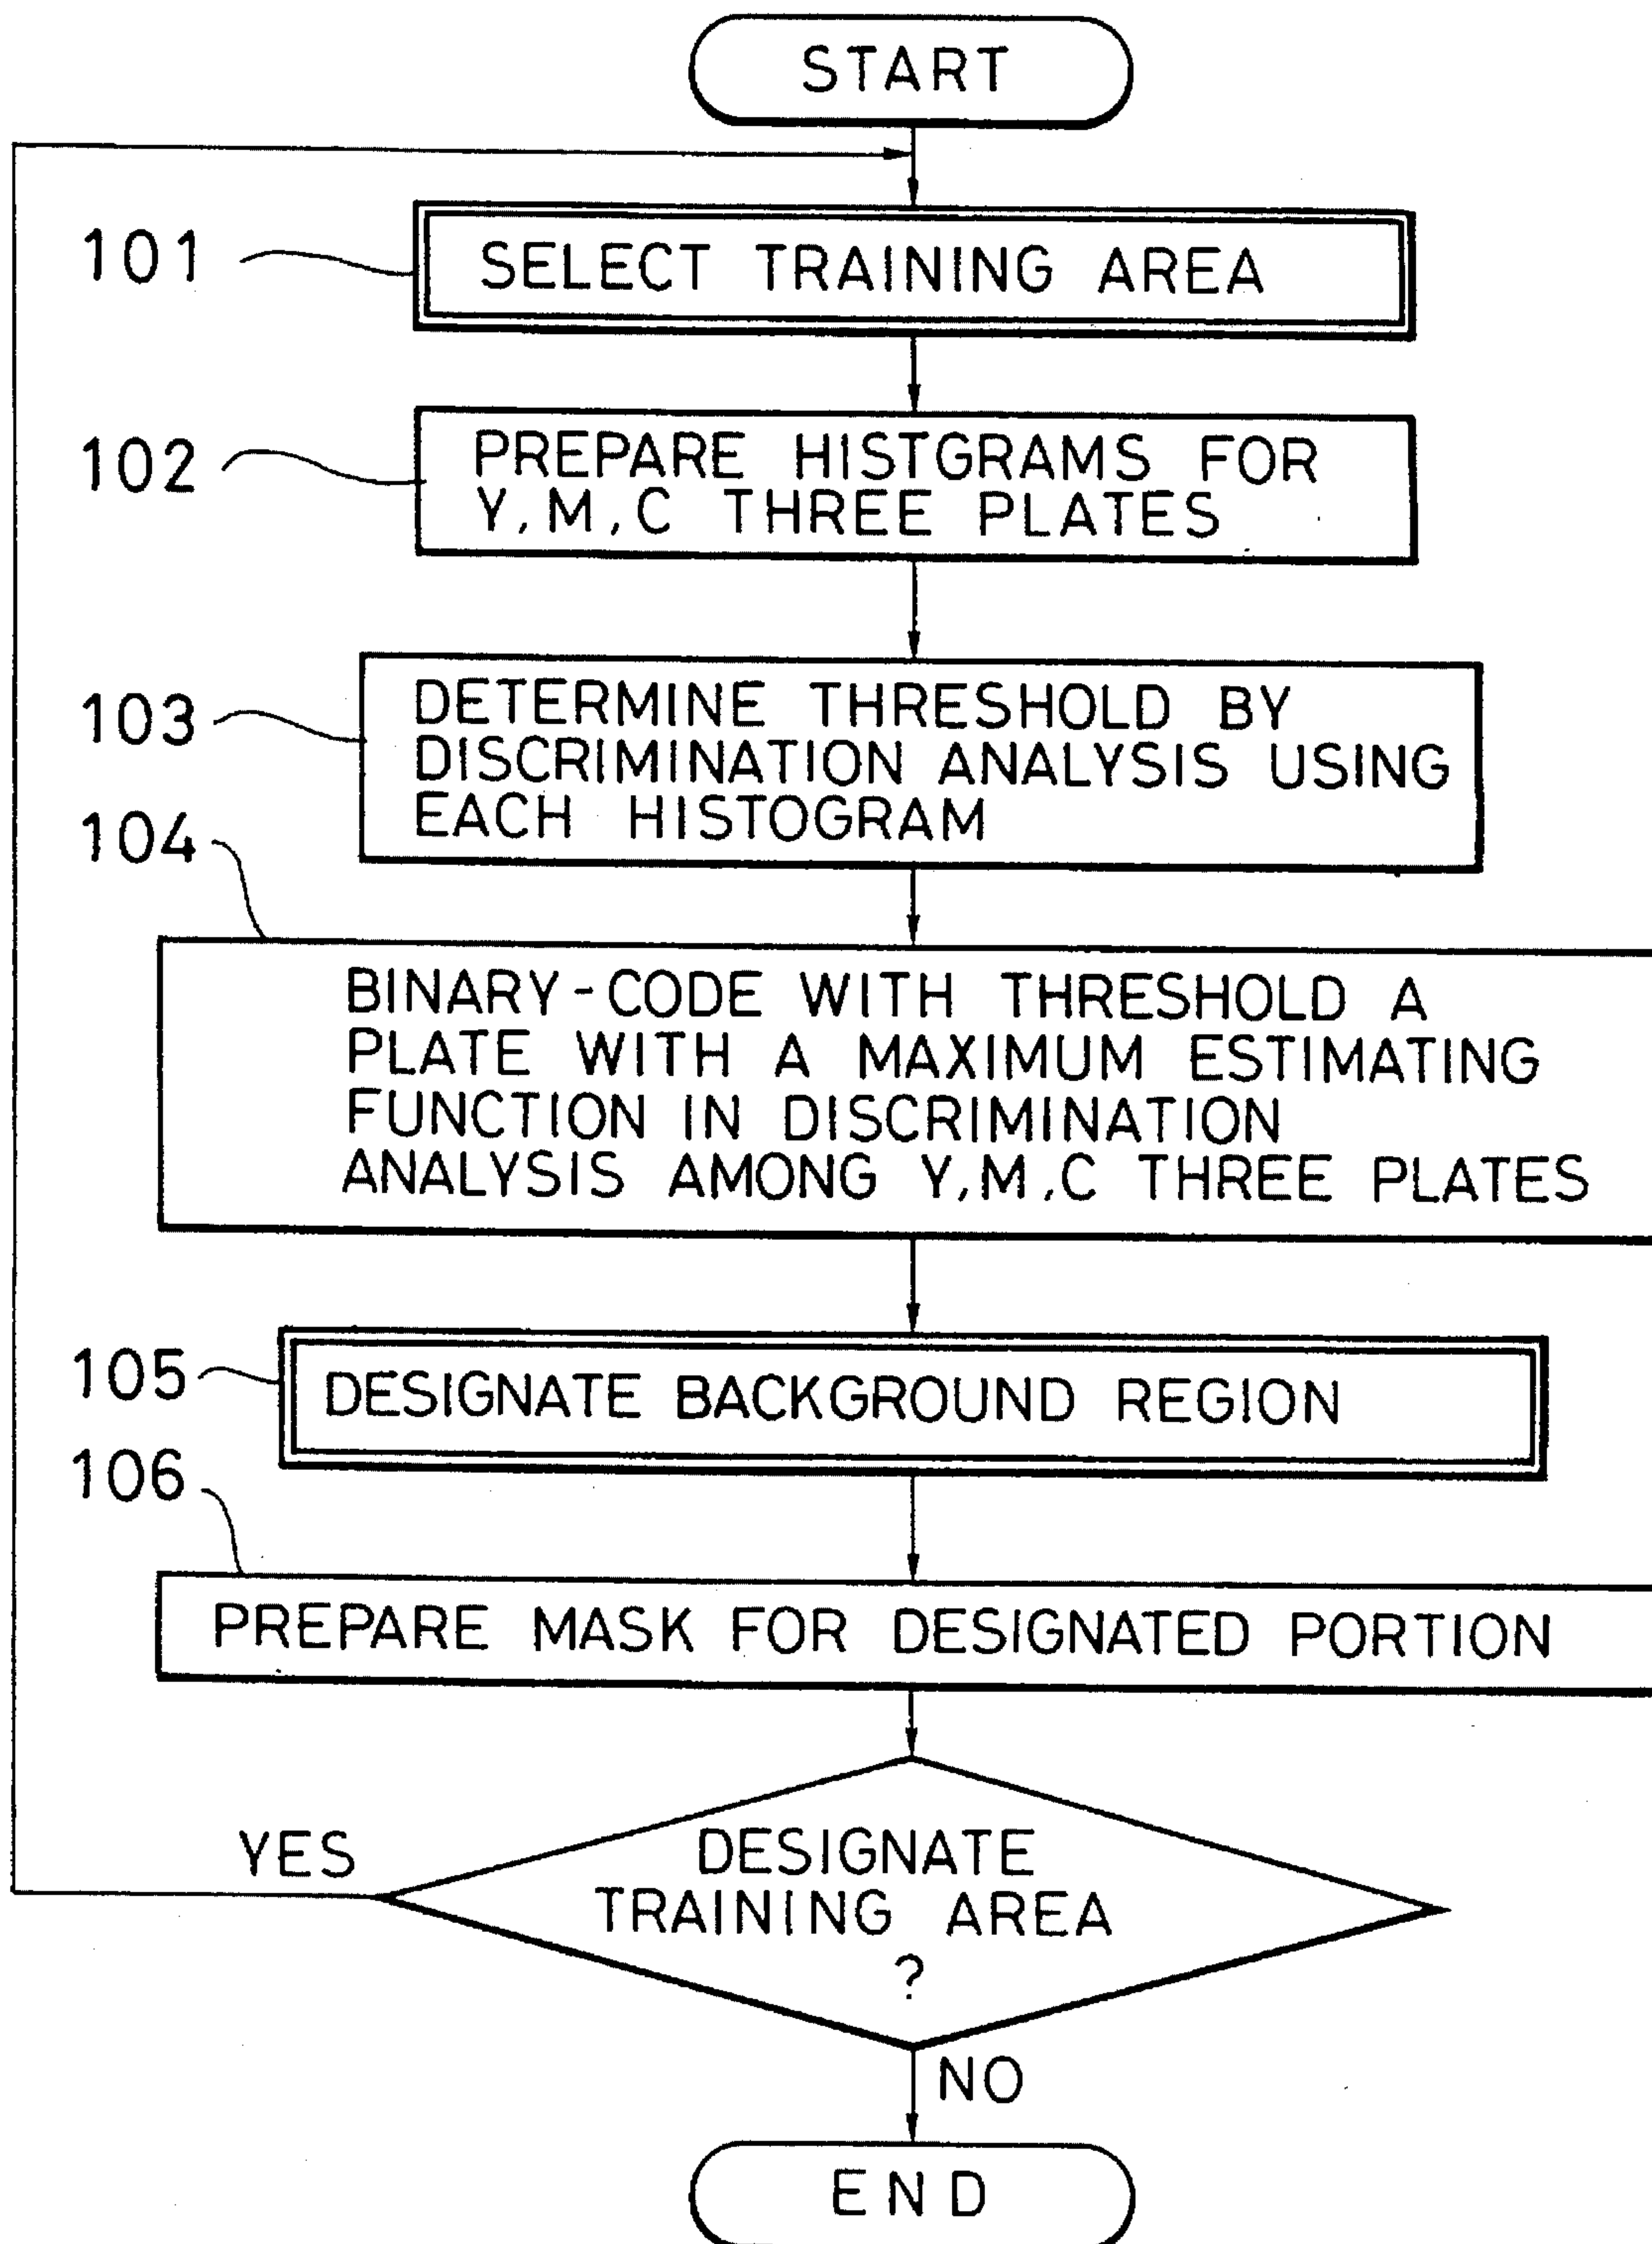 START
101
SELECT TRAINING AREA
102
PREPARE HISTGRAMS FOR
Y, M, C THREE PLATES
103
DETERMINE THRESHOLD BY
DISCRIMINATION ANALYSIS USING
EACH HISTOGRAM
104
BINARY-CODE WITH THRESHOLD A
PLATE WITH A MAXIMUM ESTIMATING
FUNCTION IN DISCRIMINATION
ANALYSIS AMONG Y, M, C THREE PLATES
105
DESIGNATE BACKGROUND REGION
106
PREPARE MASK FOR DESIGNATED PORTION
YES
DESIGNATE
TRAINING AREA
?
NO
END